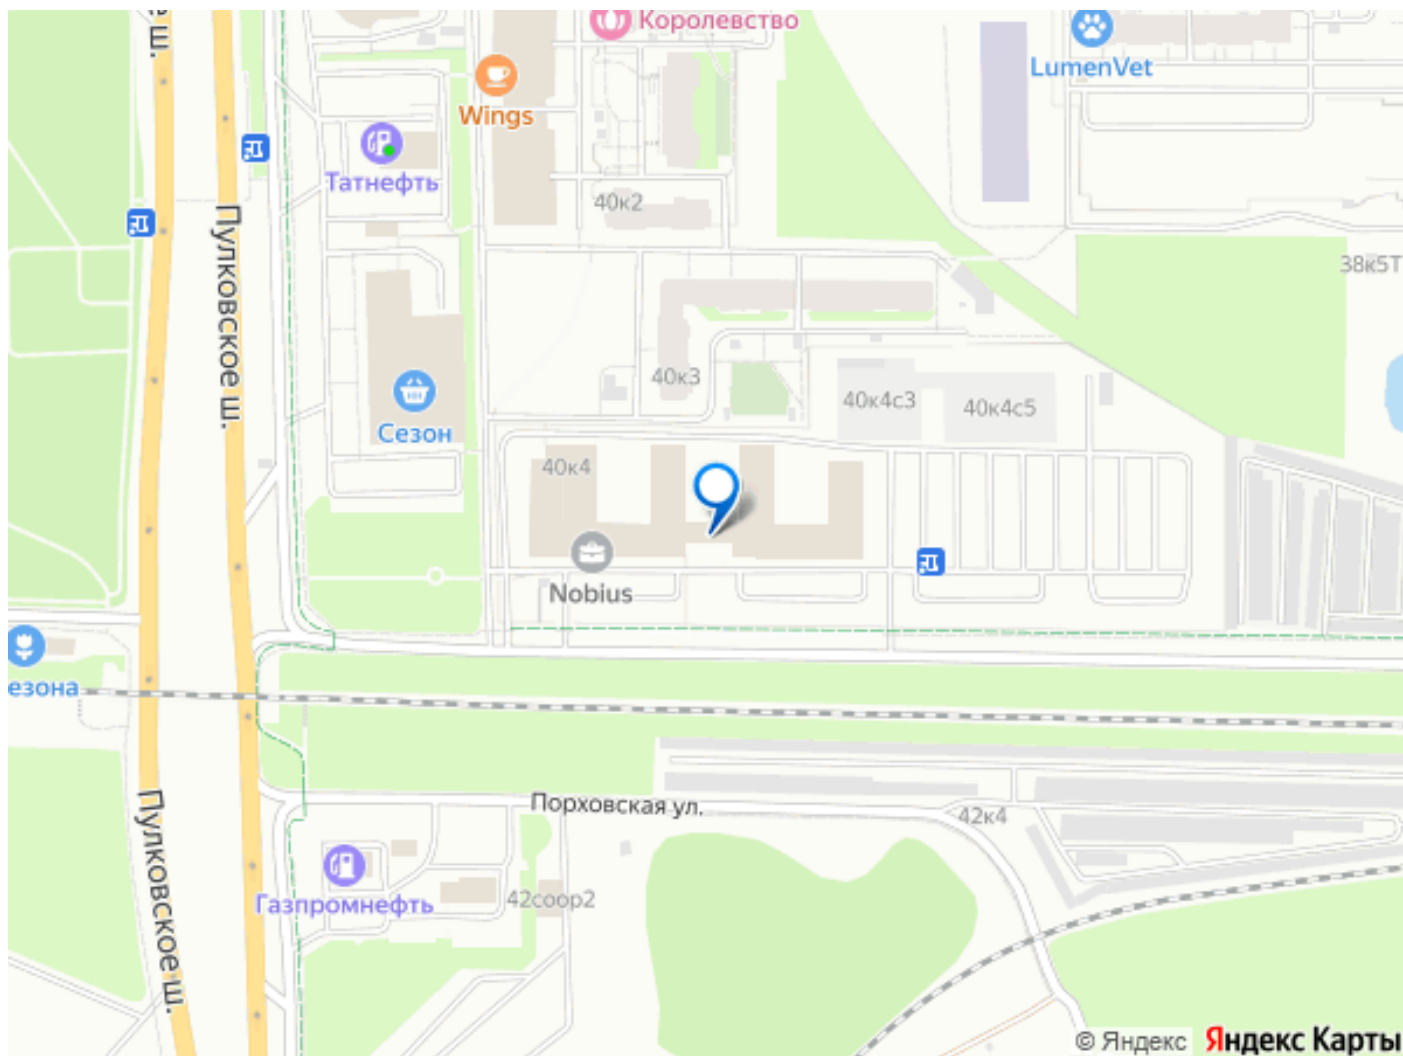 ш.
Королевство
LumenVet
Wings
Татнефть
40к2
Пулковское ш.
38к5Т
40к3
40к4с3
40к4с5
Сезон
40к4
Nobius
езона
Порховская ул.
42к4
Пулковское ш.
Газпромнефть
42соор2
© Яндекс Яндекс Карты